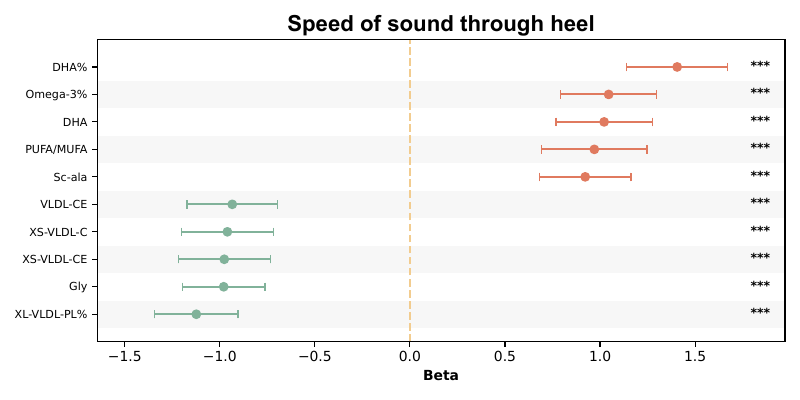 Speed of sound through heel
DHA% ***
Omega-3% ***
DHA ***
PUFA/MUFA ***
Sc-ala ***
VLDL-CE ***
XS-VLDL-C ***
XS-VLDL-CE ***
Gly ***
XL-VLDL-PL% ***
−1.5 −1.0 −0.5 0.0 0.5 1.0 1.5
Beta